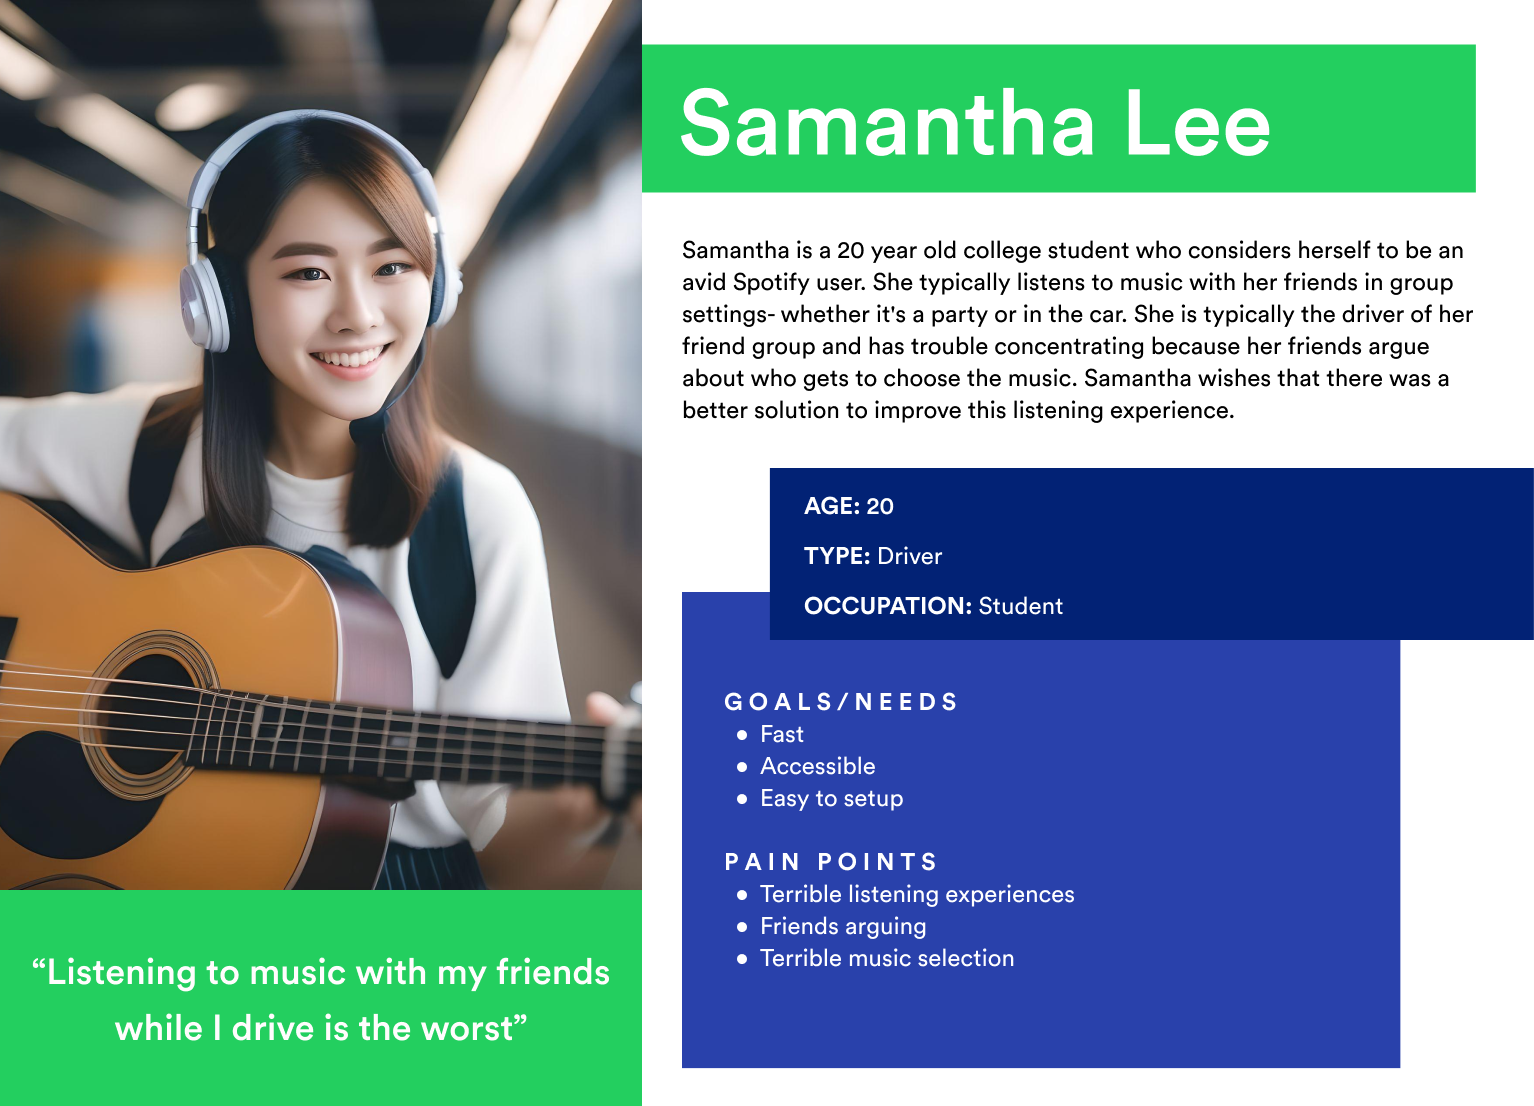 Samantha Lee
Samantha is a 20 year old college student who considers herself to be an
avid Spotify user. She typically listens to music with her friends in group
settings- whether it's a party or in the car. She is typically the driver of her
friend group and has trouble concentrating because her friends argue
about who gets to choose the music. Samantha wishes that there was a
better solution to improve this listening experience.
AGE: 20
TYPE: Driver
OCCUPATION: Student
GOALS/NEEDS
● Fast
● Accessible
● Easy to setup
PAIN POINTS
● Terrible listening experiences
● Friends arguing
● Terrible music selection
“Listening to music with my friends
while I drive is the worst”